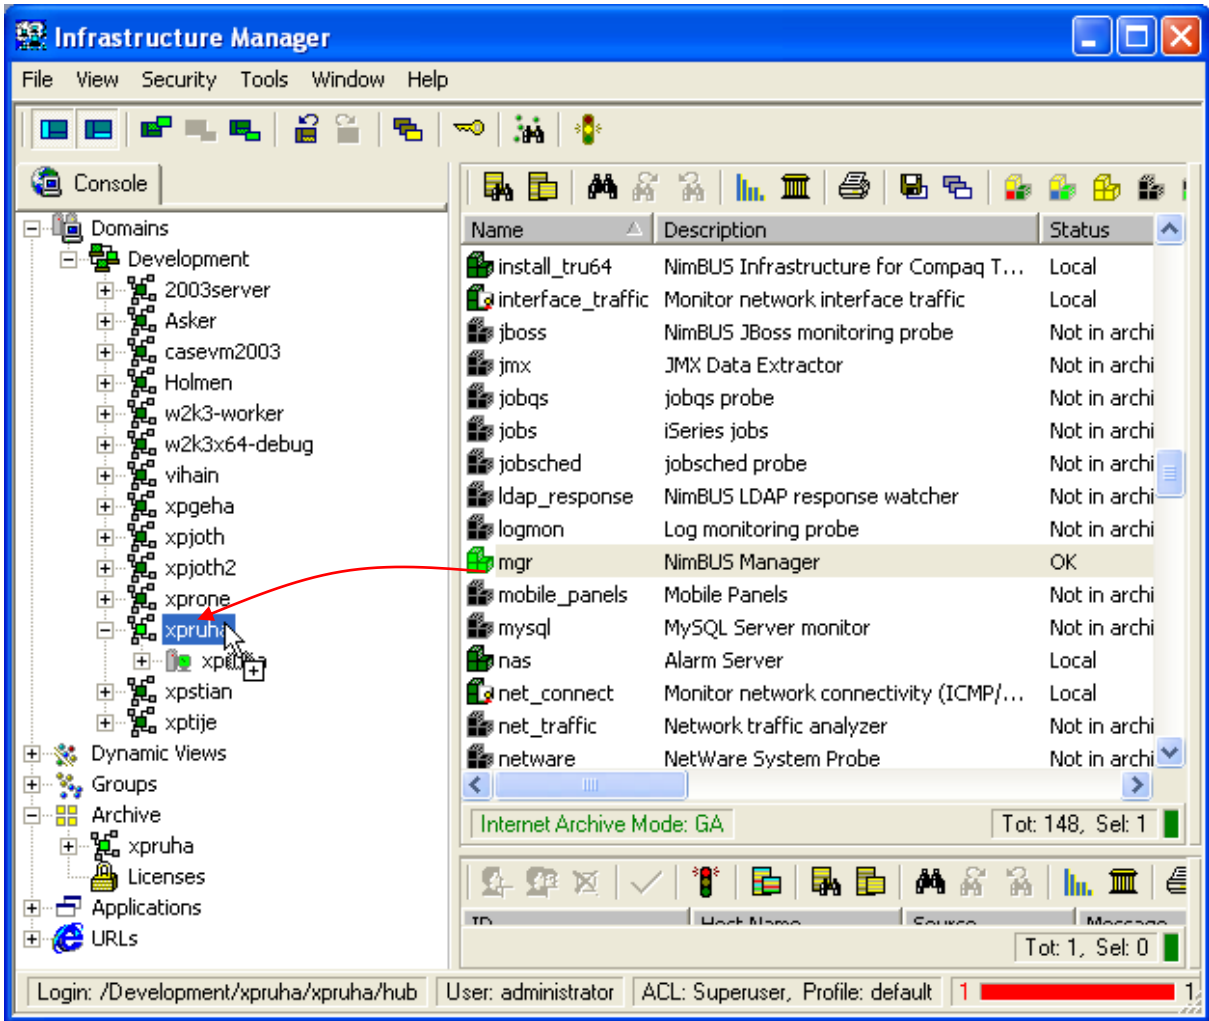 Infrastructure Manager
File View Security Tools Window Help
Console
Domains
Development
2003server
Asker
casevm2003
Holmen
w2k3-worker
w2k3x64-debug
vihain
xpgeha
xpjoth
xpjoth2
xprone
xpruha
xpstian
xptije
Dynamic Views
Groups
Archive
xpruha
Licenses
Applications
URLs
Name Description Status
install_tru64 NimBUS Infrastructure for Compaq T... Local
interface_traffic Monitor network interface traffic Local
jboss NimBUS JBoss monitoring probe Not in archi
jmx JMX Data Extractor Not in archi
jobqs jobqs probe Not in archi
jobs iSeries jobs Not in archi
jobsched jobsched probe Not in archi
ldap_response NimBUS LDAP response watcher Not in archi
logmon Log monitoring probe Not in archi
mgr NimBUS Manager OK
mobile_panels Mobile Panels Not in archi
mysql MySQL Server monitor Not in archi
nas Alarm Server Local
net_connect Monitor network connectivity (ICMP/... Local
net_traffic Network traffic analyzer Not in archi
netware NetWare System Probe Not in archi
Internet Archive Mode: GA Tot: 148, Sel: 1
ID Host Name Source Message
Tot: 1, Sel: 0
Login: /Development/xpruha/xpruha/hub User: administrator ACL: Superuser, Profile: default 1 1